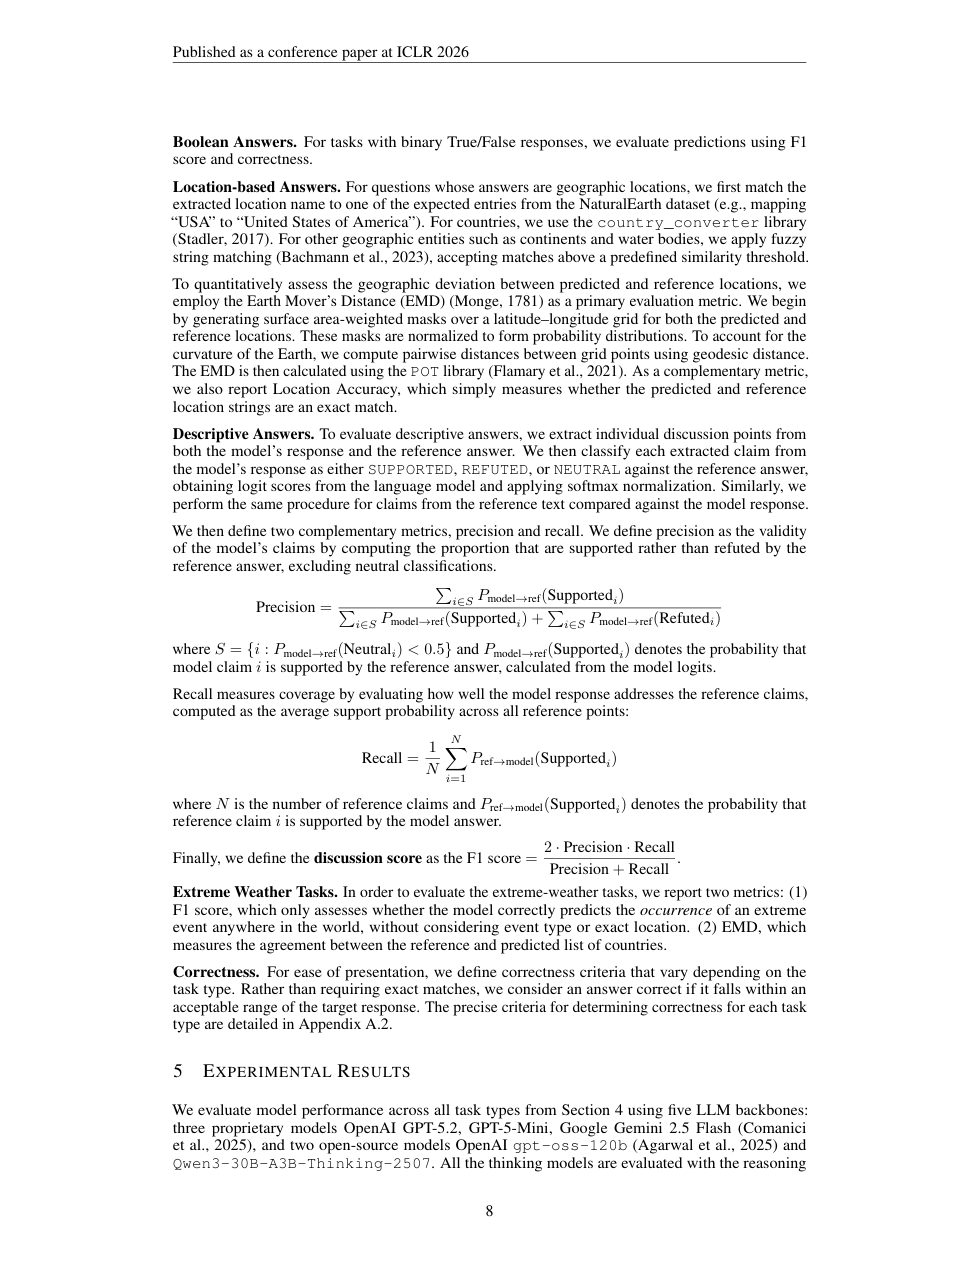 Published as a conference paper at ICLR 2026
Boolean Answers. For tasks with binary True/False responses, we evaluate predictions using F1
score and correctness.
Location-based Answers. For questions whose answers are geographic locations, we first match the
extracted location name to one of the expected entries from the NaturalEarth dataset (e.g., mapping
“USA” to “United States of America”). For countries, we use the country_converter library
(Stadler, 2017). For other geographic entities such as continents and water bodies, we apply fuzzy
string matching (Bachmann et al., 2023), accepting matches above a predefined similarity threshold.
To quantitatively assess the geographic deviation between predicted and reference locations, we
employ the Earth Mover’s Distance (EMD) (Monge, 1781) as a primary evaluation metric. We begin
by generating surface area-weighted masks over a latitude–longitude grid for both the predicted and
reference locations. These masks are normalized to form probability distributions. To account for the
curvature of the Earth, we compute pairwise distances between grid points using geodesic distance.
The EMD is then calculated using the POT library (Flamary et al., 2021). As a complementary metric,
we also report Location Accuracy, which simply measures whether the predicted and reference
location strings are an exact match.
Descriptive Answers. To evaluate descriptive answers, we extract individual discussion points from
both the model’s response and the reference answer. We then classify each extracted claim from
the model’s response as either SUPPORTED, REFUTED, or NEUTRAL against the reference answer,
obtaining logit scores from the language model and applying softmax normalization. Similarly, we
perform the same procedure for claims from the reference text compared against the model response.
We then define two complementary metrics, precision and recall. We define precision as the validity
of the model’s claims by computing the proportion that are supported rather than refuted by the
reference answer, excluding neutral classifications.
Precision = ∑i∈S Pmodel→ref(Supportedi) / ∑i∈S Pmodel→ref(Supportedi) + ∑i∈S Pmodel→ref(Refutedi)
where S = {i : Pmodel→ref(Neutrali) < 0.5} and Pmodel→ref(Supportedi) denotes the probability that
model claim i is supported by the reference answer, calculated from the model logits.
Recall measures coverage by evaluating how well the model response addresses the reference claims,
computed as the average support probability across all reference points:
Recall = 1/N ∑i=1N Pref→model(Supportedi)
where N is the number of reference claims and Pref→model(Supportedi) denotes the probability that
reference claim i is supported by the model answer.
Finally, we define the discussion score as the F1 score = 2 · Precision · Recall / Precision + Recall.
Extreme Weather Tasks. In order to evaluate the extreme-weather tasks, we report two metrics: (1)
F1 score, which only assesses whether the model correctly predicts the occurrence of an extreme
event anywhere in the world, without considering event type or exact location. (2) EMD, which
measures the agreement between the reference and predicted list of countries.
Correctness. For ease of presentation, we define correctness criteria that vary depending on the
task type. Rather than requiring exact matches, we consider an answer correct if it falls within an
acceptable range of the target response. The precise criteria for determining correctness for each task
type are detailed in Appendix A.2.
5 EXPERIMENTAL RESULTS
We evaluate model performance across all task types from Section 4 using five LLM backbones:
three proprietary models OpenAI GPT-5.2, GPT-5-Mini, Google Gemini 2.5 Flash (Comanici
et al., 2025), and two open-source models OpenAI gpt-oss-120b (Agarwal et al., 2025) and
Qwen3-30B-A3B-Thinking-2507. All the thinking models are evaluated with the reasoning
8